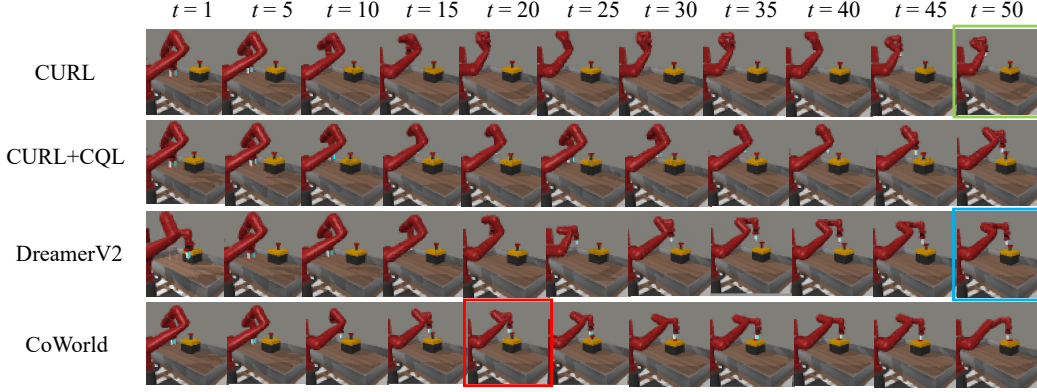 t = 1 t = 5 t = 10 t = 15 t = 20 t = 25 t = 30 t = 35 t = 40 t = 45 t = 50
CURL
CURL+CQL
DreamerV2
CoWorld